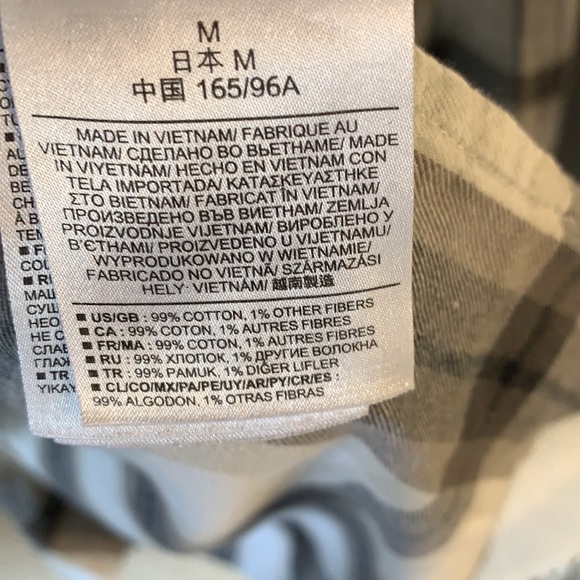 M
日本 M
中国 165/96A
MADE IN VIETNAM/ FABRIQUE AU
VIETNAM/ СДЕЛАНО ВО ВЬЕТНАМЕ/ MADE
IN VIYETNAM/ HECHO EN VIETNAM CON
TELA IMPORTADA/ ΚΑΤΑΣΚΕΥΑΣΤΗΚΕ
ΣΤΟ ΒΙΕΤΝΑΜ/ FABRICAT ÎN VIETNAM/
ПРОИЗВЕДЕНО ВЪВ ВИЕТНАМ/ ZEMLJA
PROIZVODNJE VIJETNAM/ ВИРОБЛЕНО У
В'ЄТНАМІ/ PROIZVEDENO U VIJETNAMU/
WYPRODUKOWANO W WIETNAMIE/
FABRICADO NO VIETNÃ/ SZÁRMAZÁSI
HELY· VIETNÁM/ 越南製造
■ US/GB : 99% COTTON, 1% OTHER FIBERS
■ CA : 99% COTON, 1% AUTRES FIBRES
■ FR/MA : 99% COTON, 1% AUTRES FIBRES
■ RU : 99% ХЛОПОК, 1% ДРУГИЕ ВОЛОКНА
■ TR : 99% PAMUK, 1% DİĞER LİFLER
■ CL/CO/MX/PA/PE/UY/AR/PY/CR/ES :
99% ALGODON, 1% OTRAS FIBRAS